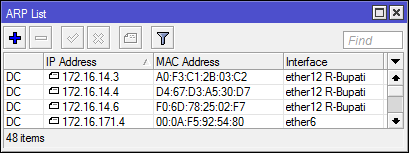 ARP List
Find
IP Address MAC Address Interface
DC 172.16.14.3 A0:F3:C1:2B:03:C2 ether12 R-Bupati
DC 172.16.14.4 D4:67:D3:A5:30:D7 ether12 R-Bupati
DC 172.16.14.6 F0:6D:78:25:02:F7 ether12 R-Bupati
DC 172.16.171.4 00:0A:F5:92:54:80 ether6
48 items